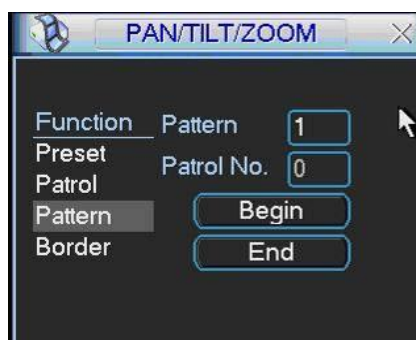 PAN/TILT/ZOOM
Function
Pattern 1
Preset
Patrol No. 0
Patrol
Pattern
Begin
Border
End